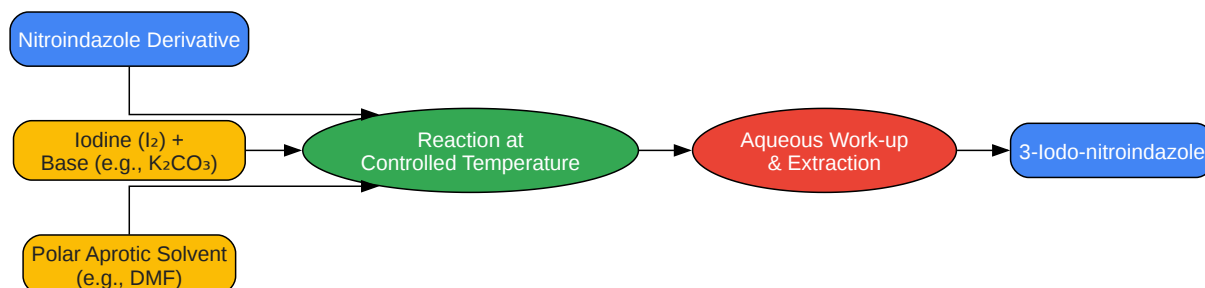 Nitroindazole Derivative
Iodine (I₂) +
Base (e.g., K₂CO₃)
Polar Aprotic Solvent
(e.g., DMF)
Reaction at
Controlled Temperature
Aqueous Work-up
& Extraction
3-Iodo-nitroindazole